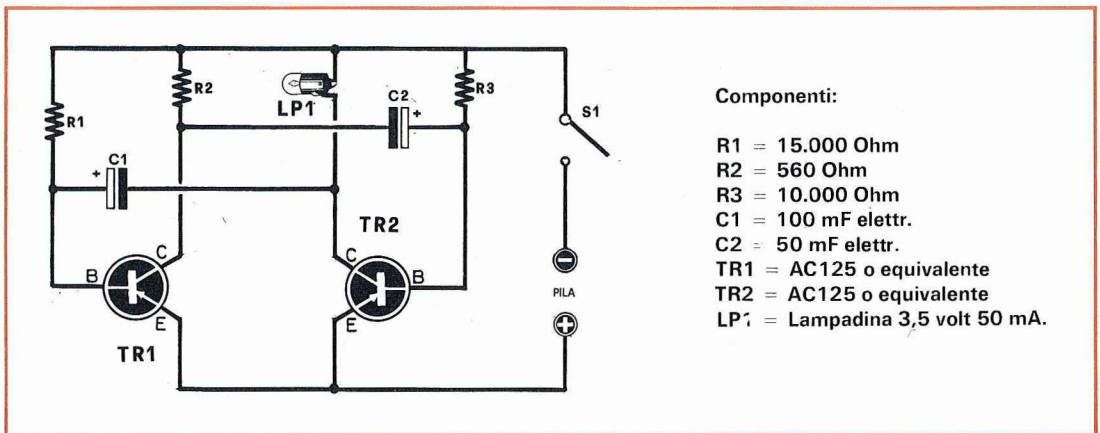 R1
R2
LP1
C2
+
R3
S1
C1
+
TR2
B
C
E
TR1
C
B
E
PILA
Componenti:
R1 = 15.000 Ohm
R2 = 560 Ohm
R3 = 10.000 Ohm
C1 = 100 mF elettr.
C2 = 50 mF elettr.
TR1 = AC125 o equivalente
TR2 = AC125 o equivalente
LP1 = Lampadina 3,5 volt 50 mA.